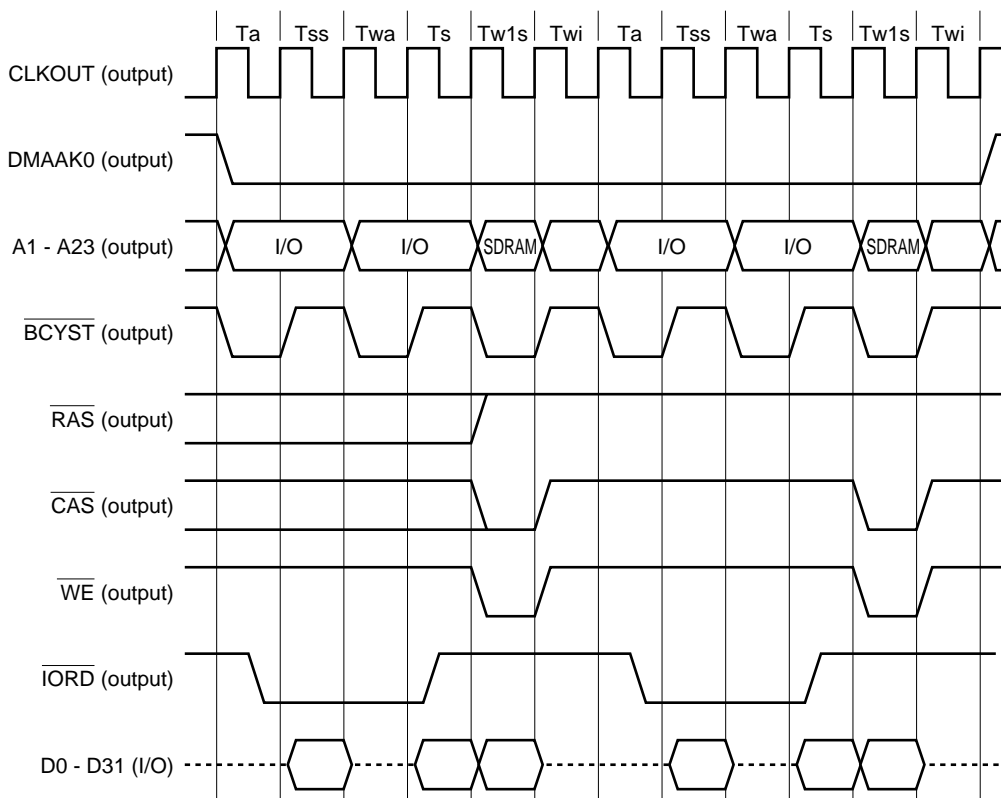 Ta Tss Twa Ts Tw1s Twi Ta Tss Twa Ts Tw1s Twi
CLKOUT (output)
DMAAK0 (output)
A1 - A23 (output) I/O I/O SDRAM I/O I/O SDRAM
BCYST (output)
RAS (output)
CAS (output)
WE (output)
IORD (output)
D0 - D31 (I/O)